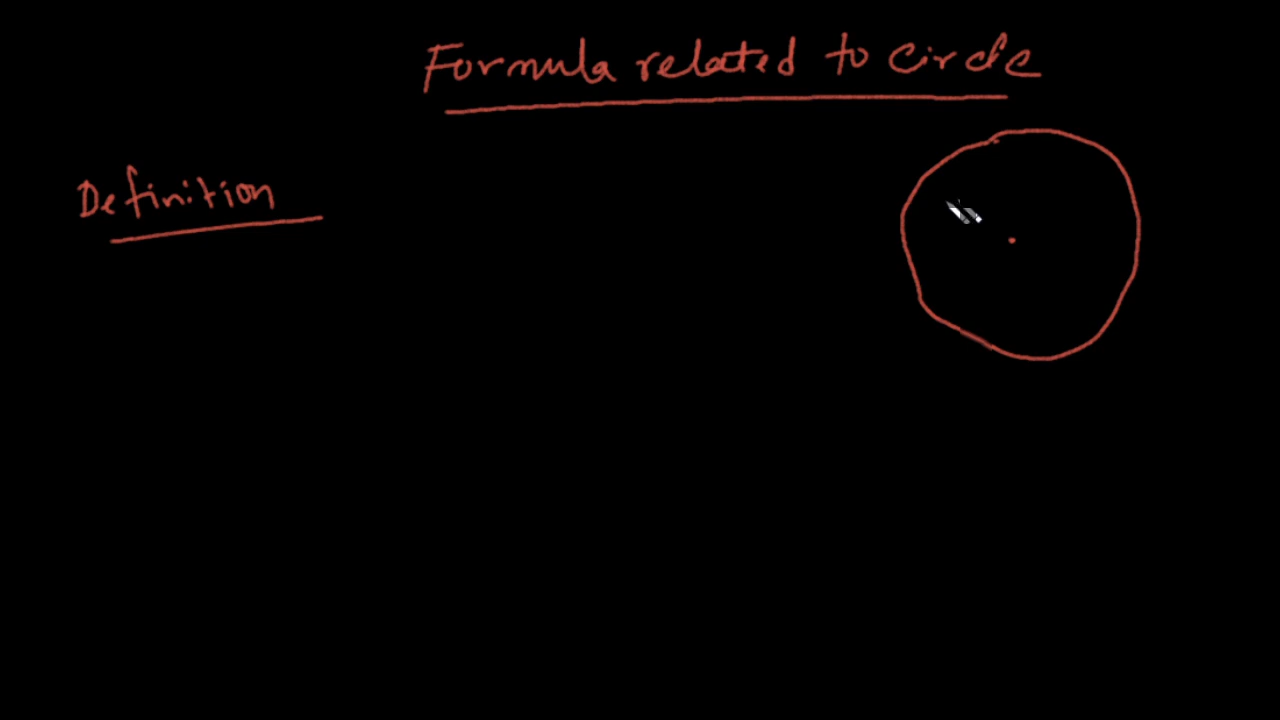 Formula related to circle
Definition